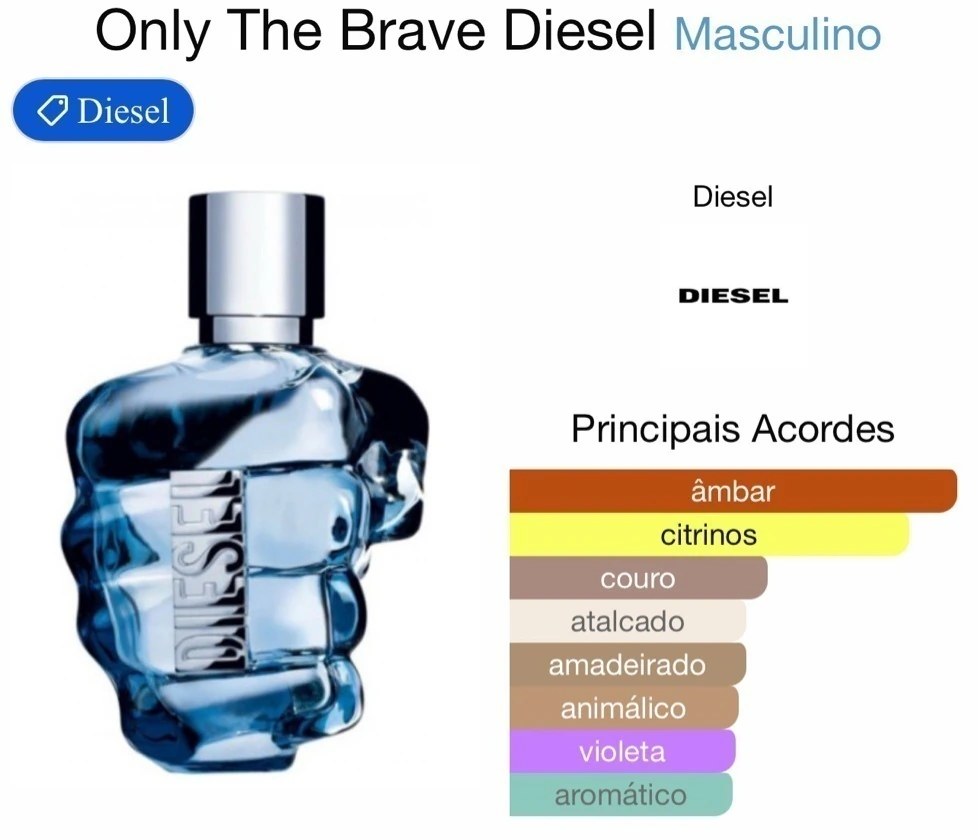 Only The Brave Diesel Masculino
Diesel
Diesel
DIESEL
DIESEL
Principais Acordes
âmbar
citrinos
couro
atalcado
amadeirado
animálico
violeta
aromático